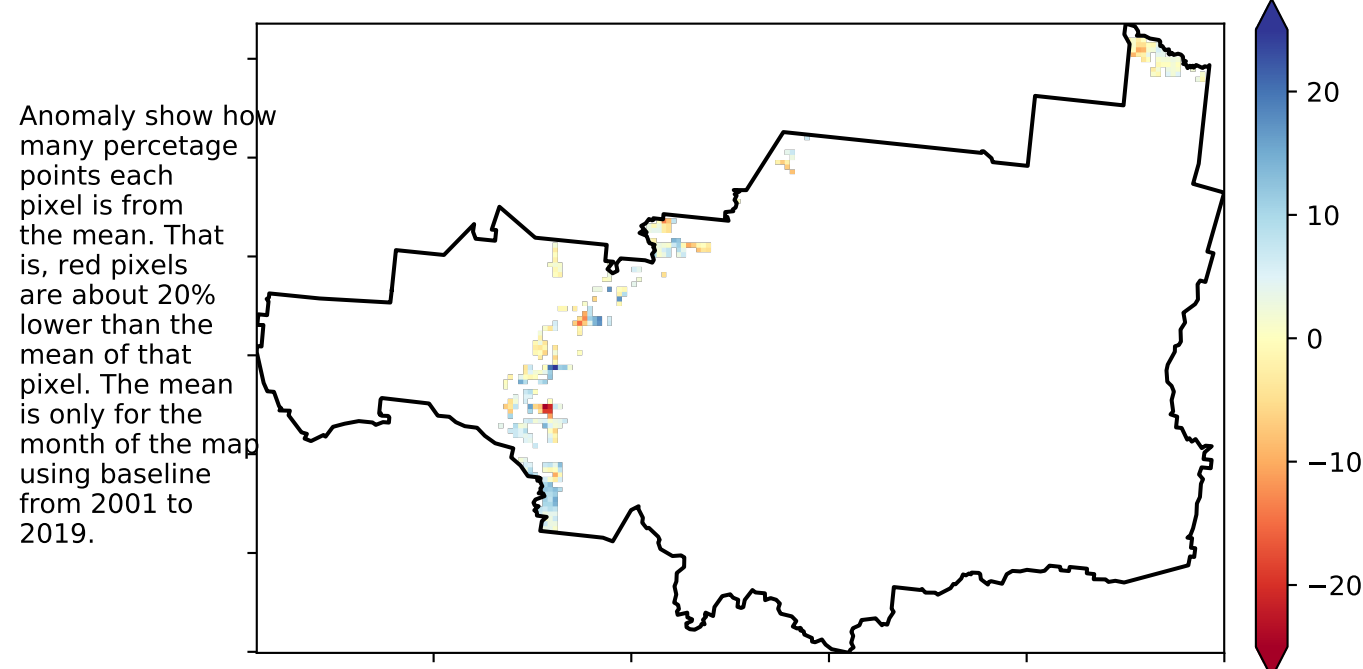 Anomaly show how
many percetage
points each
pixel is from
the mean. That
is, red pixels
are about 20%
lower than the
mean of that
pixel. The mean
is only for the
month of the map
using baseline
from 2001 to
2019.
20
10
0
−10
−20